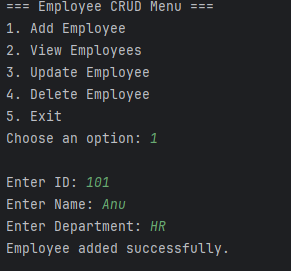 === Employee CRUD Menu ===
1. Add Employee
2. View Employees
3. Update Employee
4. Delete Employee
5. Exit
Choose an option: 1
Enter ID: 101
Enter Name: Anu
Enter Department: HR
Employee added successfully.